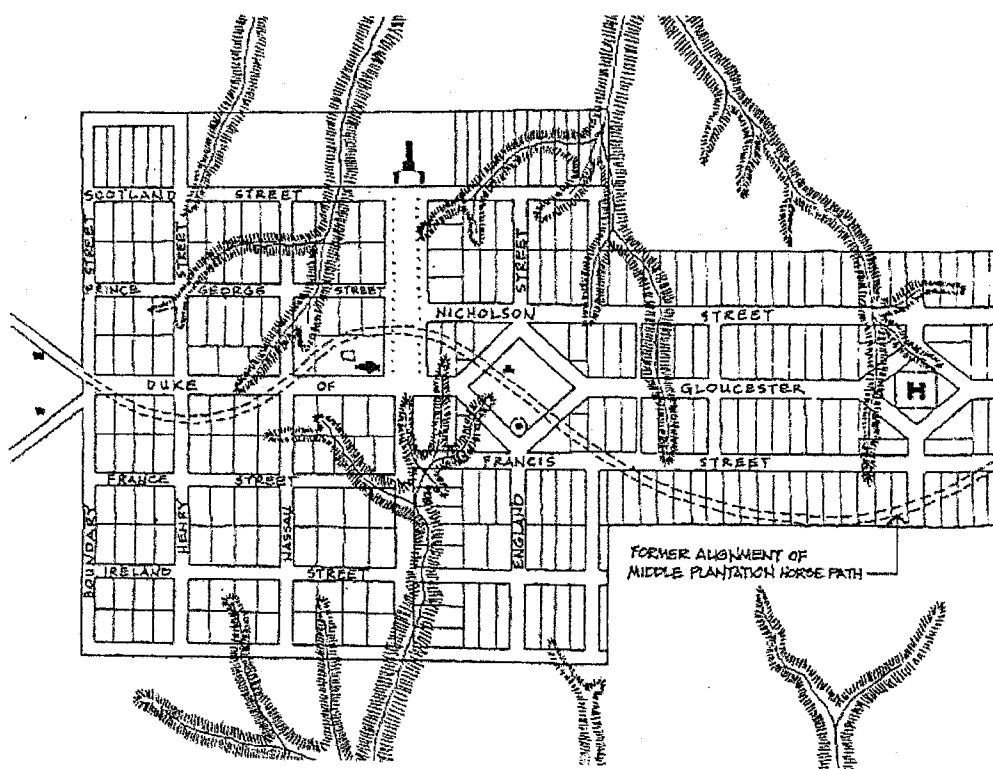 SCOTLAND STREET
STREET
STREET
STREET
PRINCE GEORGE STREET
NICHOLSON STREET
DUKE OF GLOUCESTER
H
FRANCIS STREET
FRANCE STREET
BOUNDARY
HENRY
NASSAU
ENGLAND
IRELAND STREET
FORMER ALIGNMENT OF
MIDDLE PLANTATION HORSE PATH